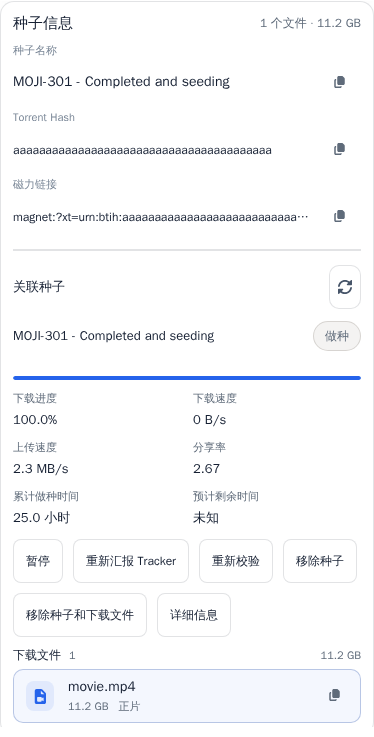 种子信息 1 个文件 · 11.2 GB
种子名称
MOJI-301 - Completed and seeding
Torrent Hash
aaaaaaaaaaaaaaaaaaaaaaaaaaaaaaaaaaaaaaaa
磁力链接
magnet:?xt=urn:btih:aaaaaaaaaaaaaaaaaaaaaaaaaaa···
关联种子
MOJI-301 - Completed and seeding 做种
下载进度 下载速度
100.0% 0 B/s
上传速度 分享率
2.3 MB/s 2.67
累计做种时间 预计剩余时间
25.0 小时 未知
暂停 重新汇报 Tracker 重新校验 移除种子
移除种子和下载文件 详细信息
下载文件 1 11.2 GB
movie.mp4
11.2 GB 正片